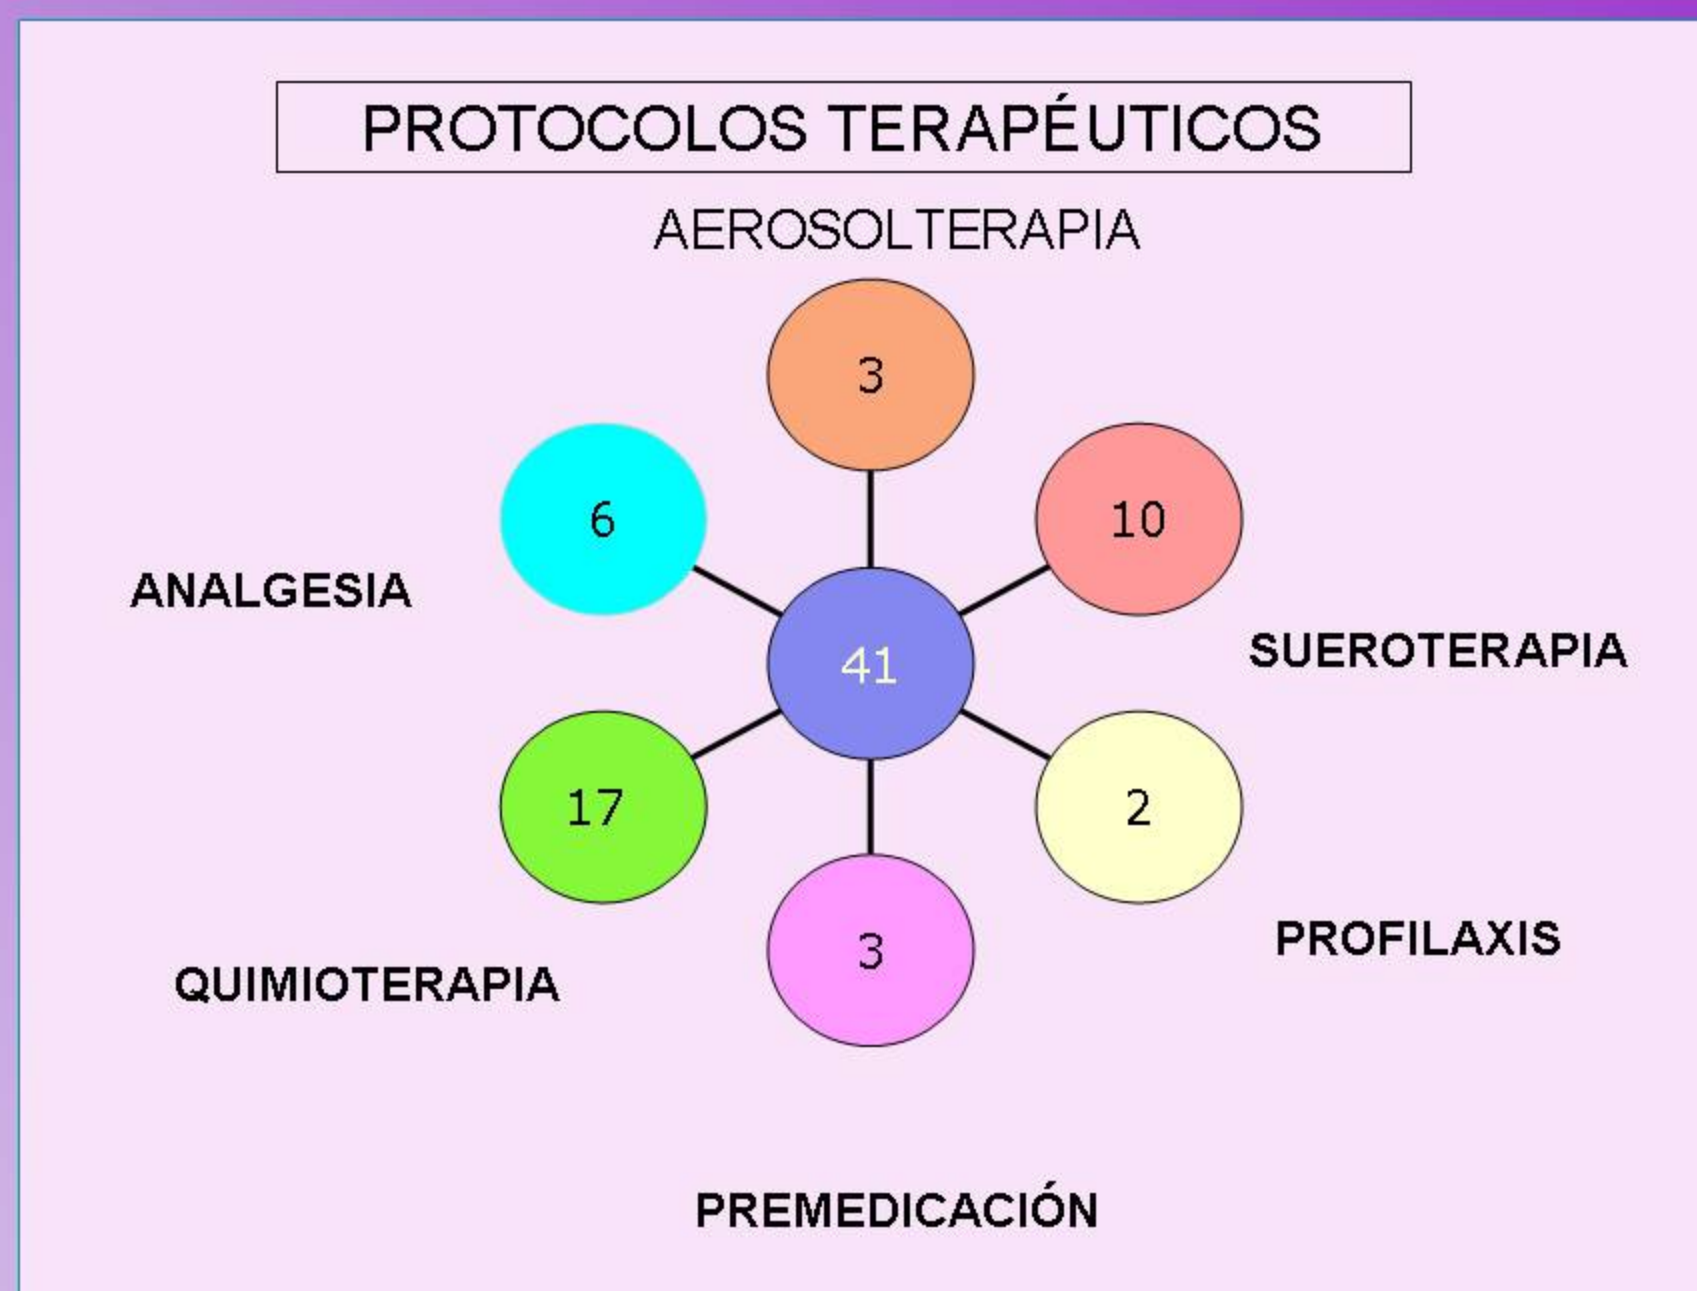 PROTOCOLOS TERAPÉUTICOS
AEROSOLTERAPIA
3
6
10
ANALGESIA
41
SUEROTERAPIA
17
2
PROFILAXIS
3
QUIMIOTERAPIA
PREMEDICACIÓN